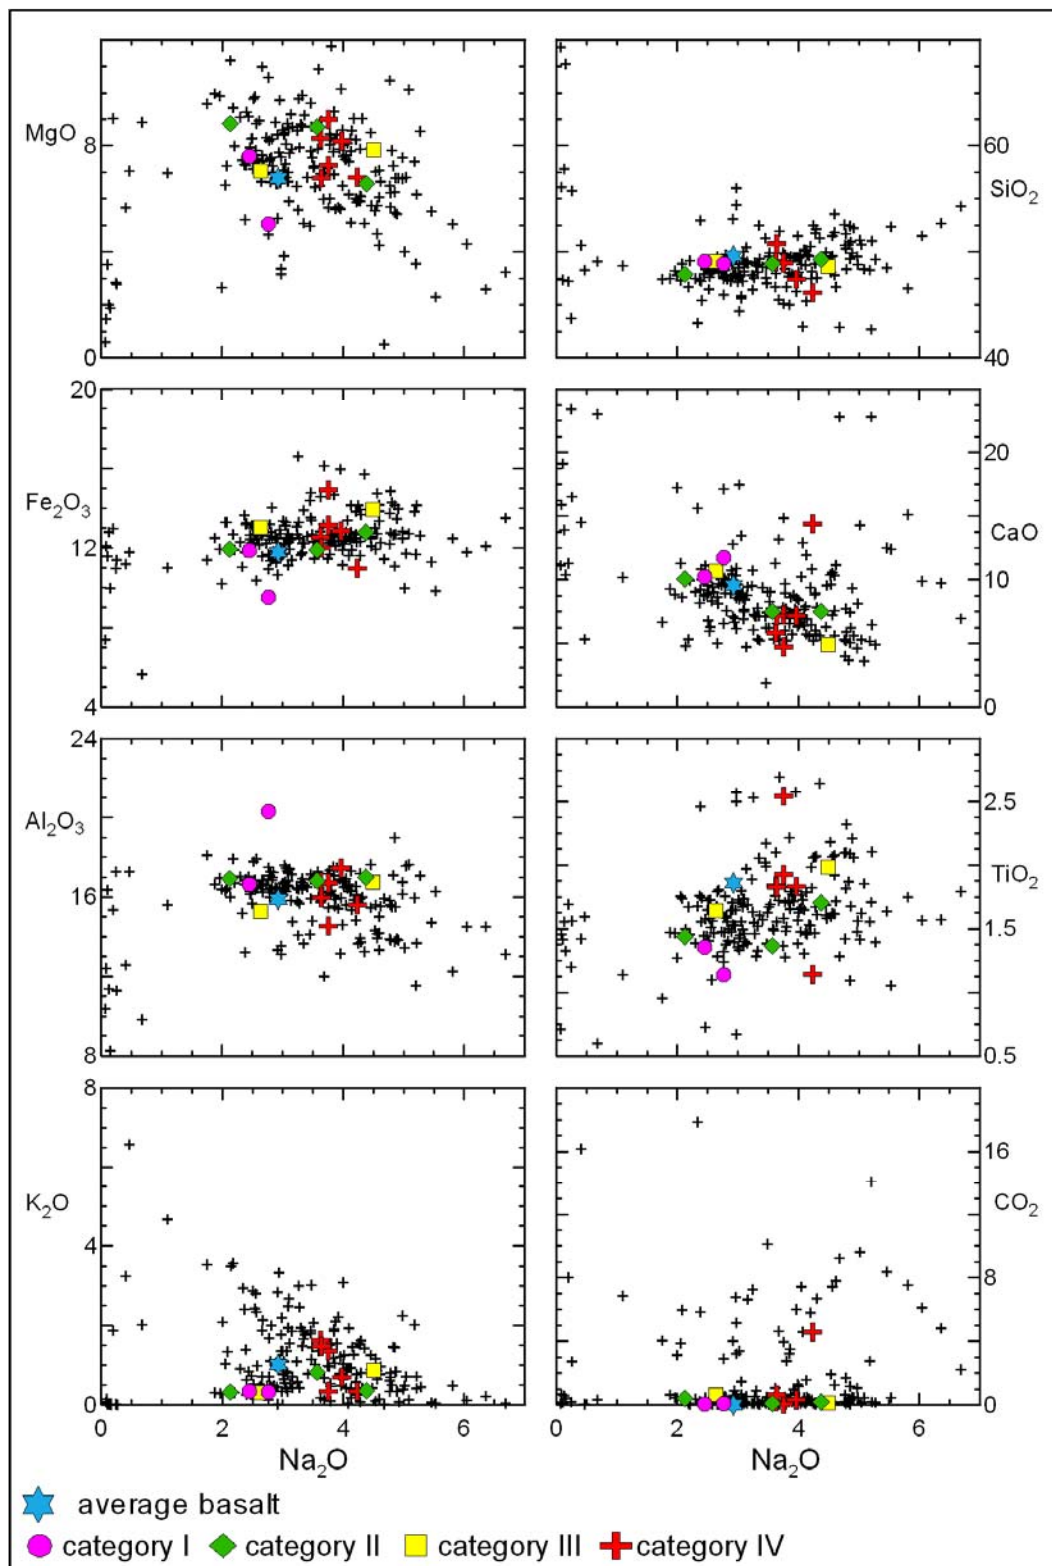 MgO
8
0
60
SiO₂
40
20
Fe₂O₃
12
4
20
CaO
10
0
24
Al₂O₃
16
8
2.5
TiO₂
1.5
0.5
8
K₂O
4
0
0 2 4 6
Na₂O
16
CO₂
8
0
0 2 4 6
Na₂O
average basalt
category I category II category III category IV